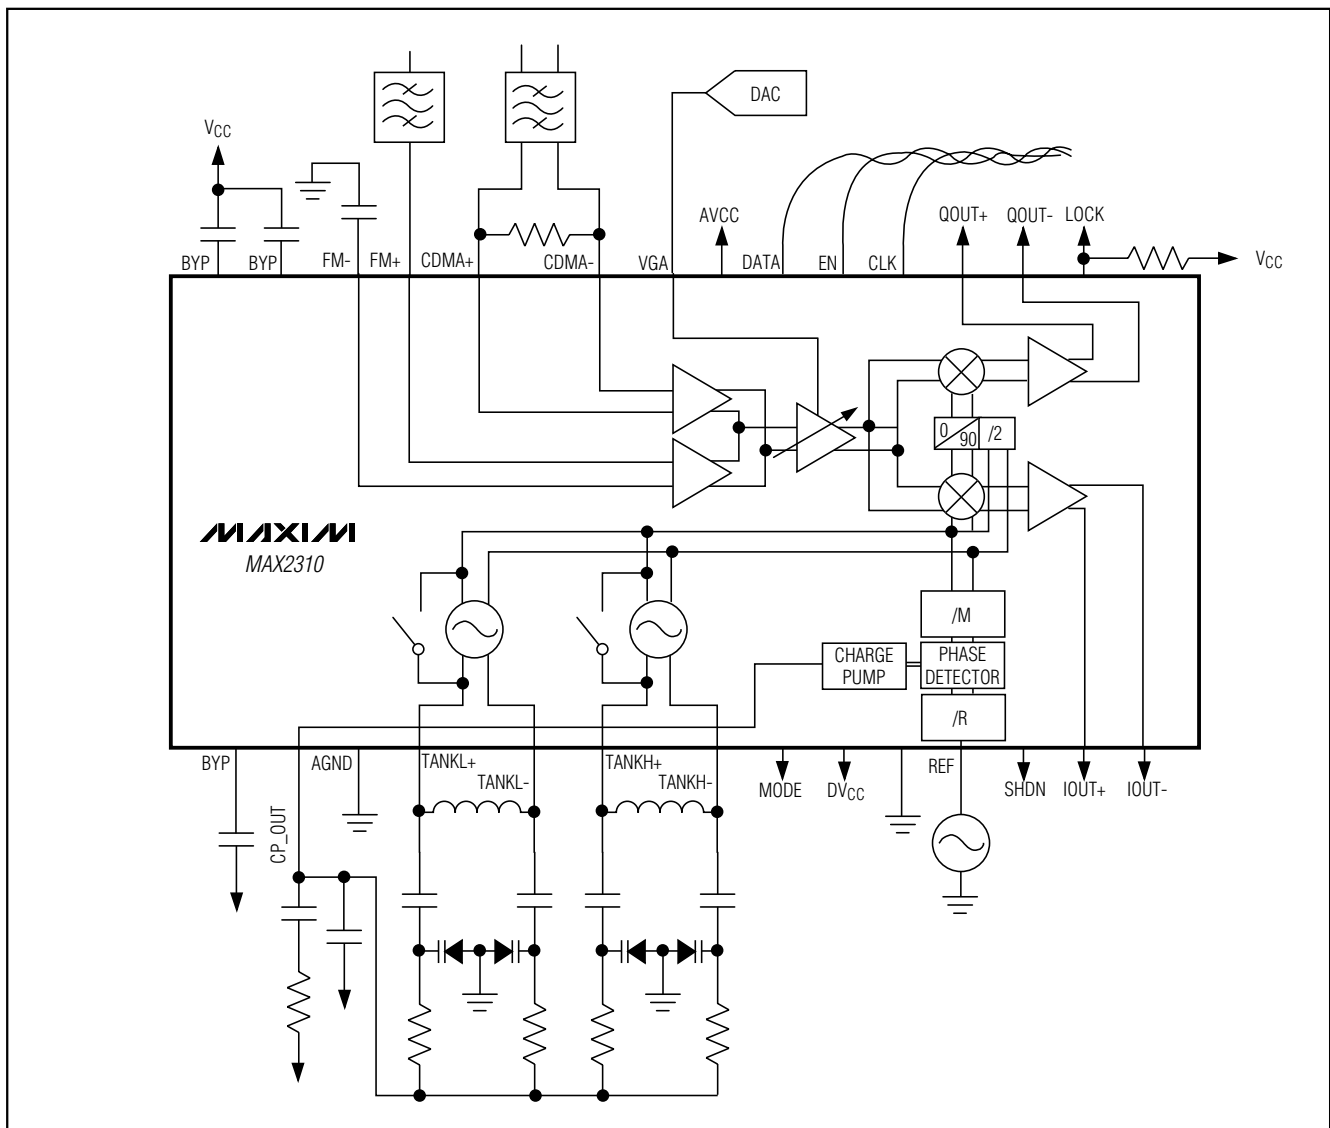 DAC
VCC
AVCC
QOUT+
QOUT-
LOCK
BYP
BYP
FM-
FM+
CDMA+
CDMA-
VGA
DATA
EN
CLK
VCC
0
90
/2
MAXIM
MAX2310
/M
CHARGE
PUMP
PHASE
DETECTOR
/R
BYP
AGND
TANKL+
TANKL-
TANKH+
TANKH-
MODE
DVCC
REF
SHDN
IOUT+
IOUT-
CP_OUT